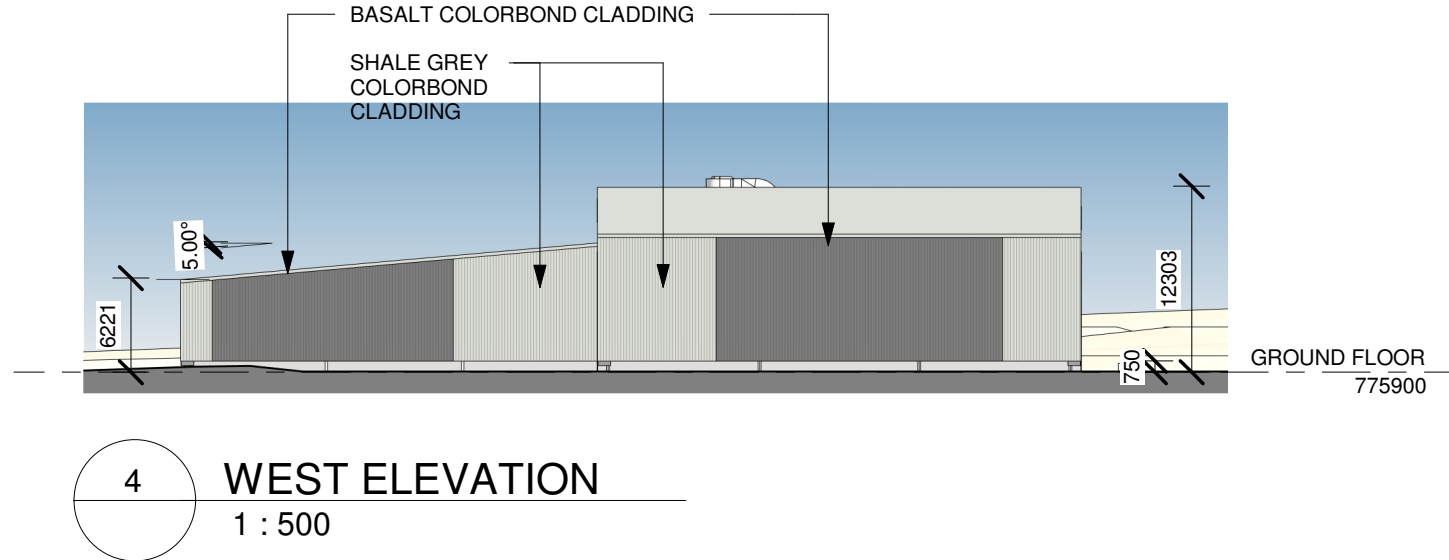 BASALT COLORBOND CLADDING
SHALE GREY
COLORBOND
CLADDING
5.00°
6221
12303
750
GROUND FLOOR
775900
4
WEST ELEVATION
1 : 500